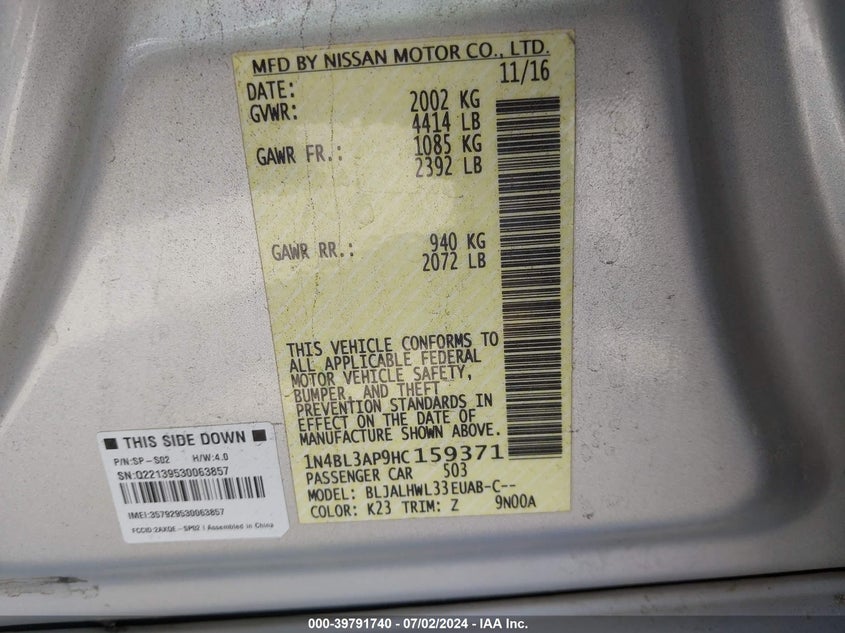 MFD BY NISSAN MOTOR CO., LTD.
DATE: 11/16
GVWR: 2002 KG
4414 LB
GAWR FR.: 1085 KG
2392 LB
GAWR RR.: 940 KG
2072 LB
THIS VEHICLE CONFORMS TO
ALL APPLICABLE FEDERAL
MOTOR VEHICLE SAFETY,
BUMPER, AND THEFT
PREVENTION STANDARDS IN
EFFECT ON THE DATE OF
MANUFACTURE SHOWN ABOVE.
1N4BL3AP9HC159371
PASSENGER CAR 503
MODEL: BLJALHWL33EUAB-C--
COLOR: K23 TRIM: Z 9N00A
THIS SIDE DOWN
P/N:SP-S02 H/W:4.0
SN:Q22139530063857
IMEI:357929530063857
FCCID:2AXQE-SP02 | Assembled in China
000-39791740 - 07/02/2024 - IAA Inc.